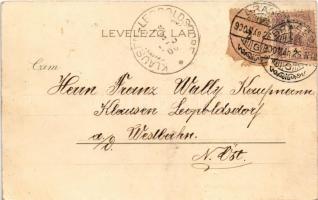 LEVELEZŐ LAP
KLAUSEN-LEOPOLDSDORF
Czim
Herrn Franz Wally Kaufmann
Klausen Leopoldsdorf
a/d Westbahn.
N. Öst.